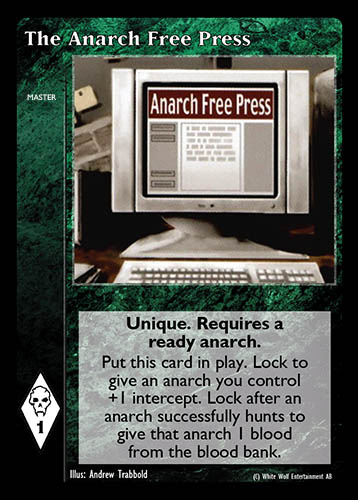 The Anarch Free Press
MASTER
Anarch Free Press
Unique. Requires a
ready anarch.
Put this card in play. Lock to
give an anarch you control
+1 intercept. Lock after an
anarch successfully hunts to
give that anarch 1 blood
from the blood bank.
1
Illus: Andrew Trabbold
(C) White Wolf Entertainment AB